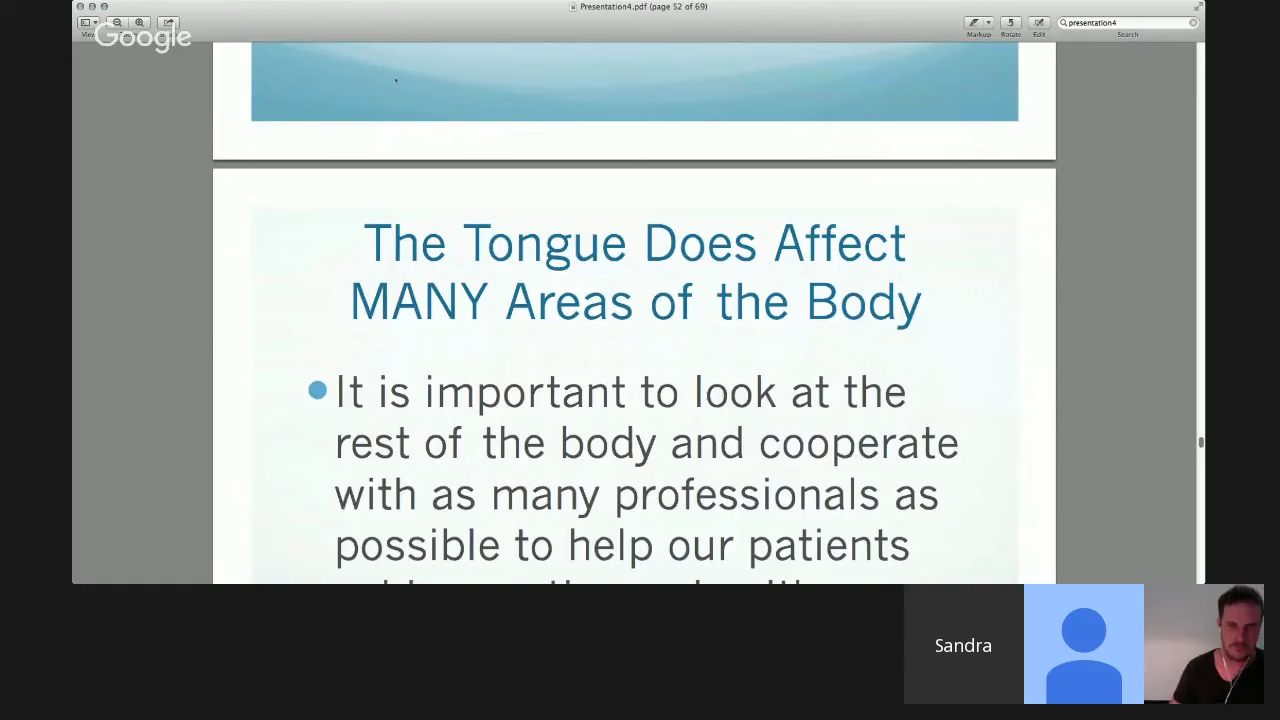 Presentation4.pdf (page 52 of 69)
Google
presentation4
View
Markup
Rotate
Edit
Search
The Tongue Does Affect
MANY Areas of the Body
It is important to look at the
rest of the body and cooperate
with as many professionals as
possible to help our patients
Sandra